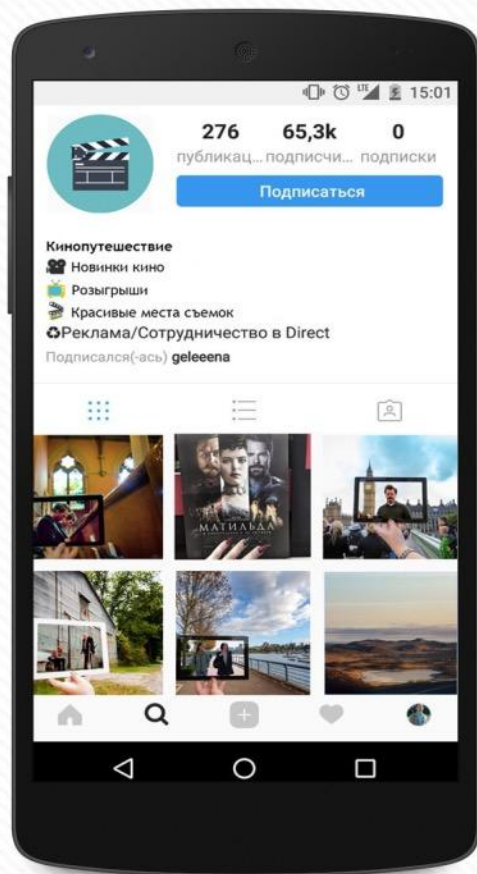 LTE 15:01
276 65,3k 0
публикац... подписчи... подписки
Подписаться
Кинопутешествие
Новинки кино
Розыгрыши
Красивые места съемок
Реклама/Сотрудничество в Direct
Подписался(-ась) geleeena
МАТИЛЬДА